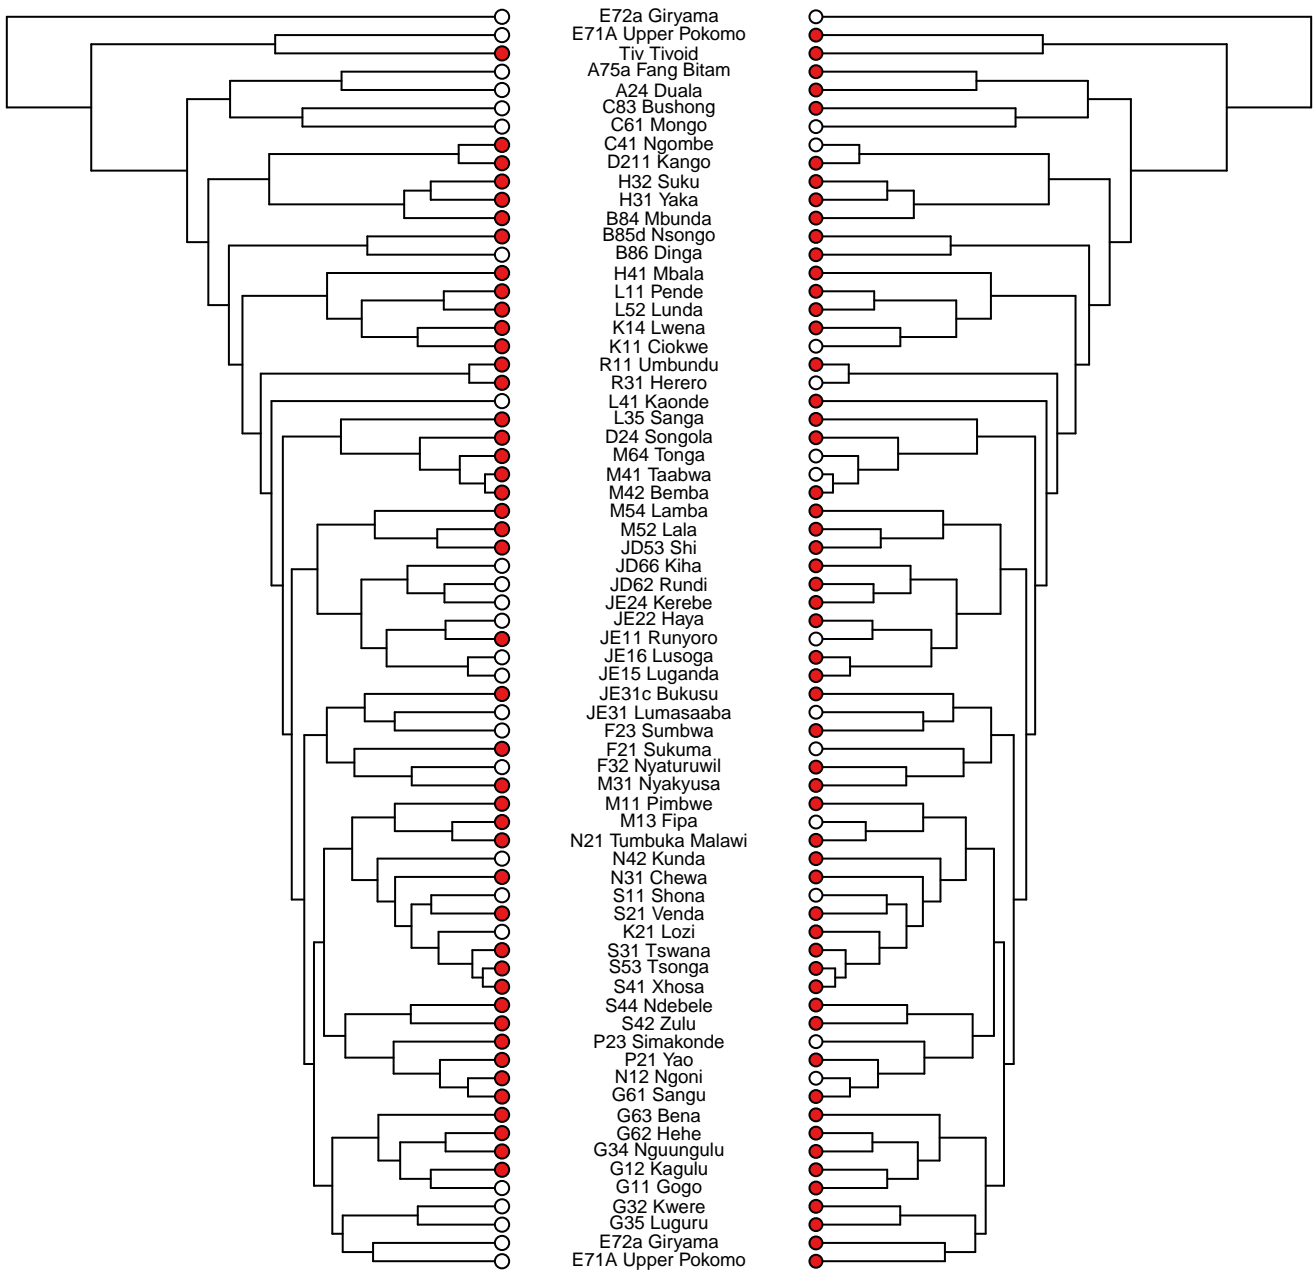 E72a Giryama
E71A Upper Pokomo
Tiv Tivoid
A75a Fang Bitam
A24 Duala
C83 Bushong
C61 Mongo
C41 Ngombe
D211 Kango
H32 Suku
H31 Yaka
B84 Mbunda
B85d Nsongo
B86 Dinga
H41 Mbala
L11 Pende
L52 Lunda
K14 Lwena
K11 Ciokwe
R11 Umbundu
R31 Herero
L41 Kaonde
L35 Sanga
D24 Songola
M64 Tonga
M41 Taabwa
M42 Bemba
M54 Lamba
M52 Lala
JD53 Shi
JD66 Kiha
JD62 Rundi
JE24 Kerebe
JE22 Haya
JE11 Runyoro
JE16 Lusoga
JE15 Luganda
JE31c Bukusu
JE31 Lumasaaba
F23 Sumbwa
F21 Sukuma
F32 Nyaturuwil
M31 Nyakyusa
M11 Pimbwe
M13 Fipa
N21 Tumbuka Malawi
N42 Kunda
N31 Chewa
S11 Shona
S21 Venda
K21 Lozi
S31 Tswana
S53 Tsonga
S41 Xhosa
S44 Ndebele
S42 Zulu
P23 Simakonde
P21 Yao
N12 Ngoni
G61 Sangu
G63 Bena
G62 Hehe
G34 Nguungulu
G12 Kagulu
G11 Gogo
G32 Kwere
G35 Luguru
E72a Giryama
E71A Upper Pokomo